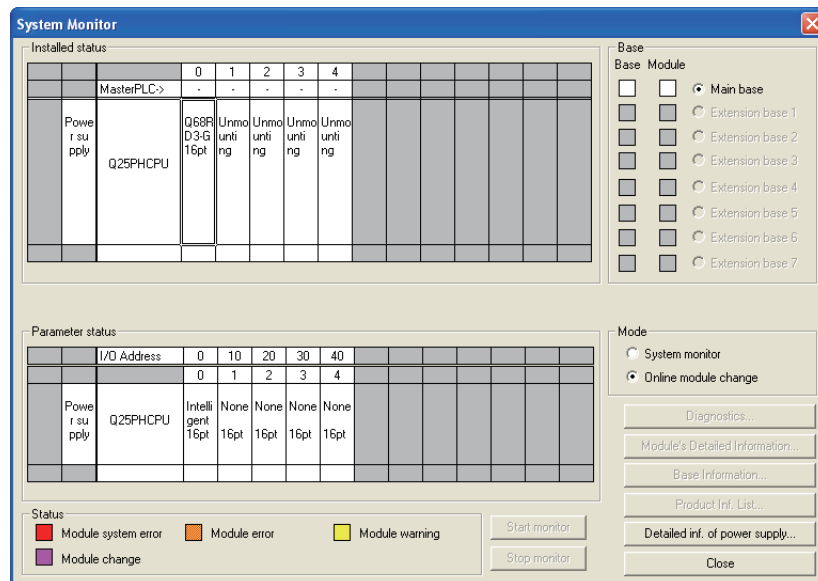 System Monitor
Installed status
0 1 2 3 4
MasterPLC-> - - - - -
Powe
r su
pply
Q25PHCPU
Q68R
D3-G
16pt
Unmo
unti
ng
Unmo
unti
ng
Unmo
unti
ng
Unmo
unti
ng
Base
Base Module
Main base
Extension base 1
Extension base 2
Extension base 3
Extension base 4
Extension base 5
Extension base 6
Extension base 7
Parameter status
I/O Address 0 10 20 30 40
0 1 2 3 4
Powe
r su
pply
Q25PHCPU
Intelli
gent
16pt
None
16pt
None
16pt
None
16pt
None
16pt
Mode
System monitor
Online module change
Diagnostics...
Module's Detailed Information...
Base Information...
Product Inf. List...
Detailed inf. of power supply...
Close
Status
Module system error
Module error
Module warning
Module change
Start monitor
Stop monitor